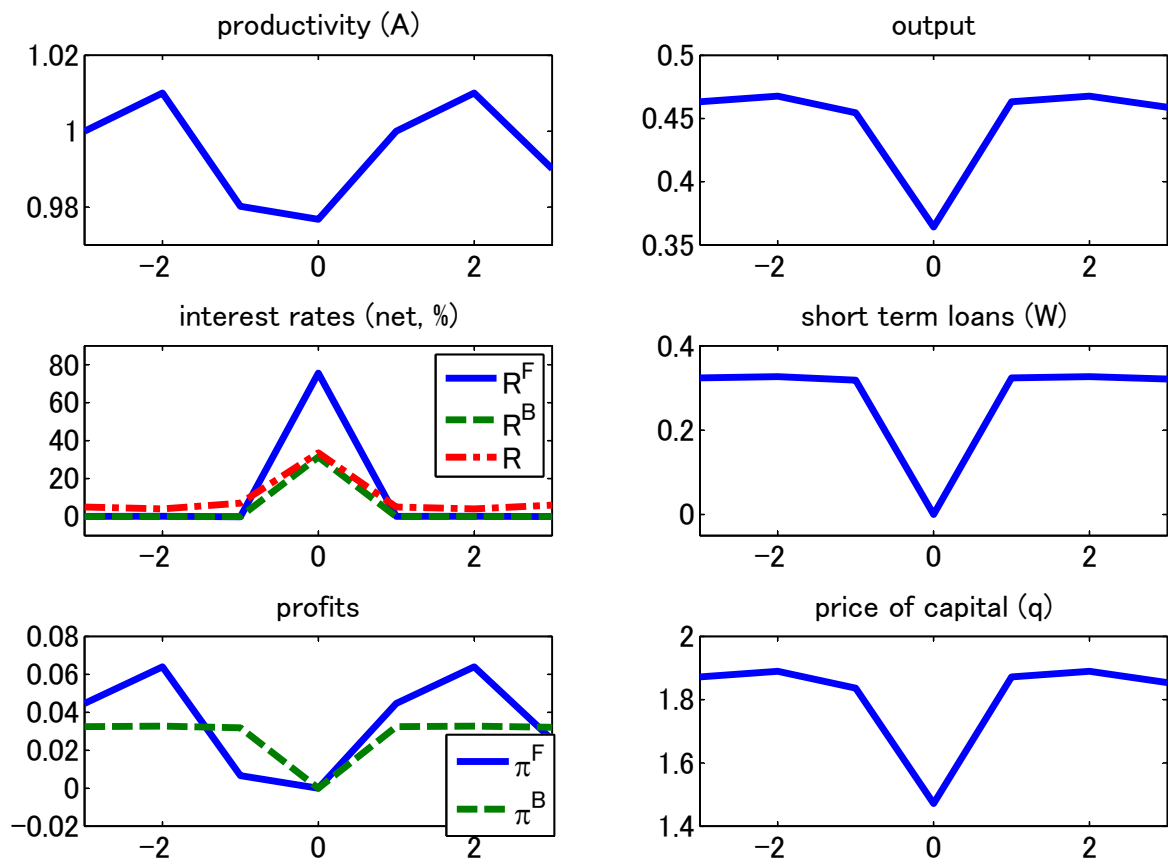 productivity (A)
1.02
1
0.98
−2 0 2
output
0.5
0.45
0.4
0.35
−2 0 2
interest rates (net, %)
80
60
40
20
0
R^F
R^B
R
−2 0 2
short term loans (W)
0.4
0.2
0
−2 0 2
profits
0.08
0.06
0.04
0.02
0
−0.02
π^F
π^B
−2 0 2
price of capital (q)
2
1.8
1.6
1.4
−2 0 2